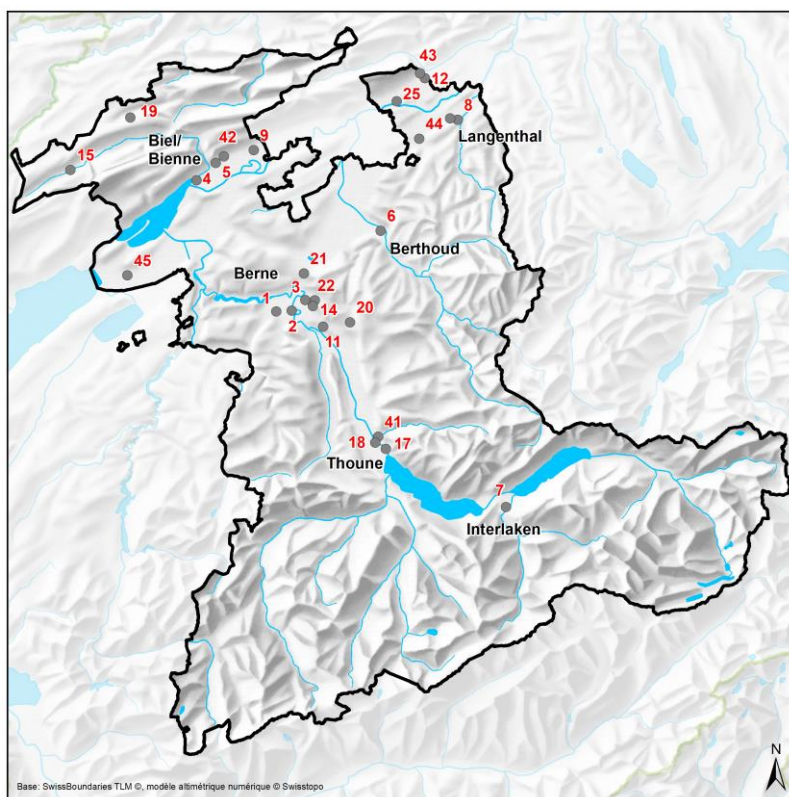 43
12
25
19
8
44
Langenthal
42
9
Biel/
Bienne
15
5
4
6
Berthoud
21
45
Berne
3
22
1
14
20
2
11
41
18
17
Thoune
7
Interlaken
N
Base: SwissBoundaries TLM ©, modèle altimétrique numérique © Swisstopo